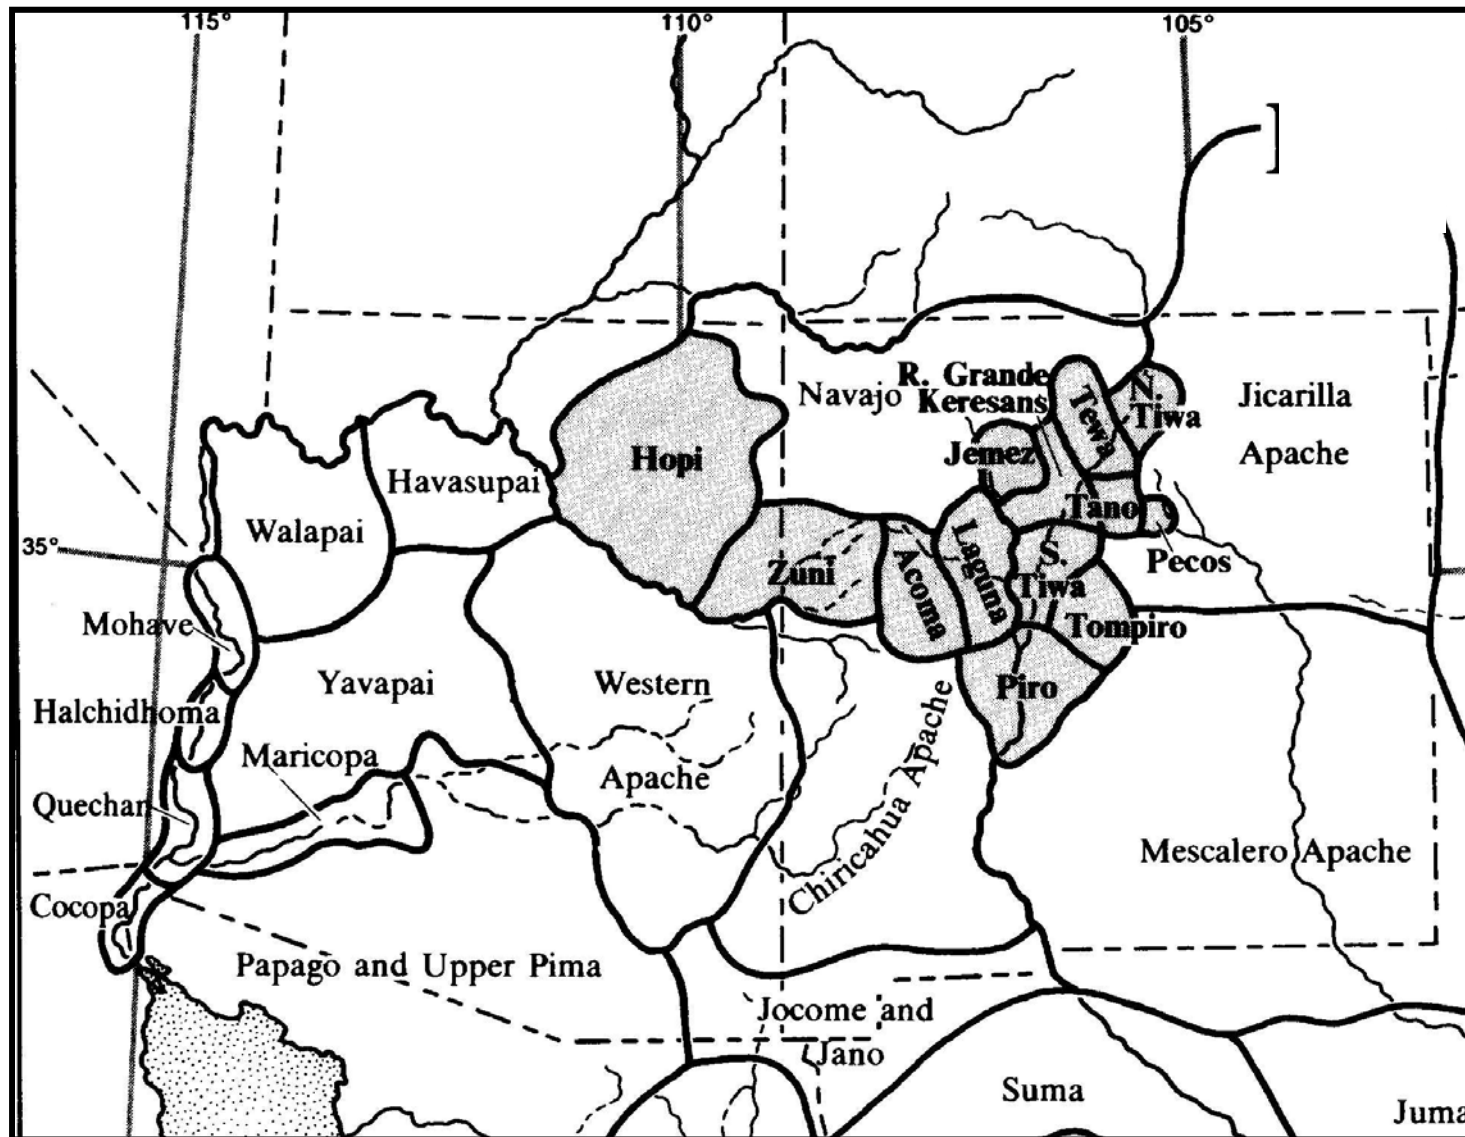 115°
110°
105°
R. Grande
Keresans
Navajo
N.
Tiwa
Tewa
Jicarilla
Apache
Hopi
Jemez
Havasupai
Walapai
Tano
35°
Pecos
Zuni
Acoma
Laguna
S.
Tiwa
Tompiro
Mohave
Yavapai
Western
Apache
Piro
Halchidhoma
Maricopa
Quechan
Chiricahua Apache
Mescalero Apache
Cocopa
Papago and Upper Pima
Jocome and
Jano
Suma
Juma